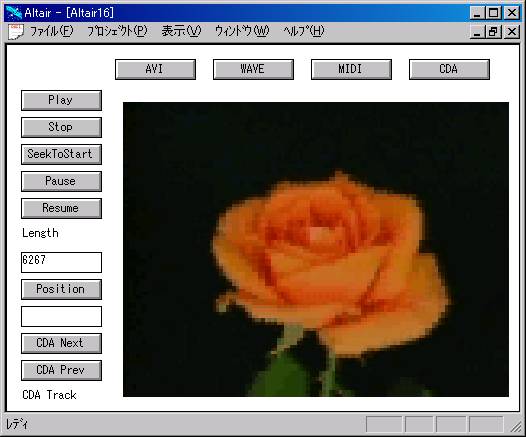 Altair - [Altair16]
ﾌｧｲﾙ(F) ﾌﾟﾛｼﾞｪｸﾄ(P) 表示(V) ｳｨﾝﾄﾞｳ(W) ﾍﾙﾌﾟ(H)
AVI WAVE MIDI CDA
Play
Stop
SeekToStart
Pause
Resume
Length
6267
Position
CDA Next
CDA Prev
CDA Track
ﾚﾃﾞｨ